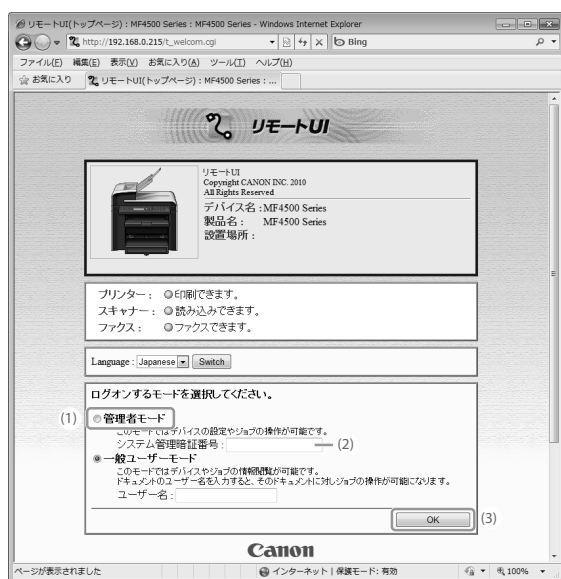 リモートUI(トップページ) : MF4500 Series : MF4500 Series - Windows Internet Explorer
http://192.168.0.215/t_welcom.cgi
Bing
ファイル(F) 編集(E) 表示(V) お気に入り(A) ツール(T) ヘルプ(H)
お気に入り リモートUI(トップページ) : MF4500 Series : ...
リモートUI
リモートUI
Copyright CANON INC. 2010
All Rights Reserved
デバイス名 : MF4500 Series
製品名 : MF4500 Series
設置場所 :
プリンター : 印刷できます。
スキャナー : 読み込みできます。
ファクス : ファクスできます。
Language : Japanese Switch
ログオンするモードを選択してください。
(1) 管理者モード
このモードではデバイスの設定やジョブの操作が可能です。
システム管理暗証番号 : (2)
一般ユーザーモード
このモードではデバイスやジョブの情報閲覧が可能です。
ドキュメントのユーザー名を入力すると、そのドキュメントに対しジョブの操作が可能になります。
ユーザー名 :
OK (3)
Canon
ページが表示されました インターネット | 保護モード: 有効 100%